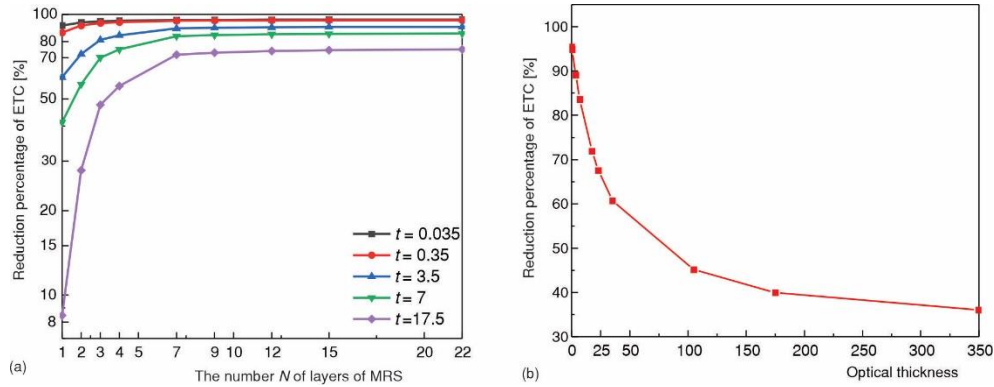 Reduction percentage of ETC [%]
100
80
70
50
30
20
15
10
8
1 2 3 4 5 7 9 10 12 15 20 22
The number N of layers of MRS
t = 0.035
t = 0.35
t = 3.5
t = 7
t=17.5
(a)
Reduction percentage of ETC [%]
100
95
90
80
70
60
50
45
40
30
0 25 50 100 150 200 250 300 350
Optical thickness
(b)